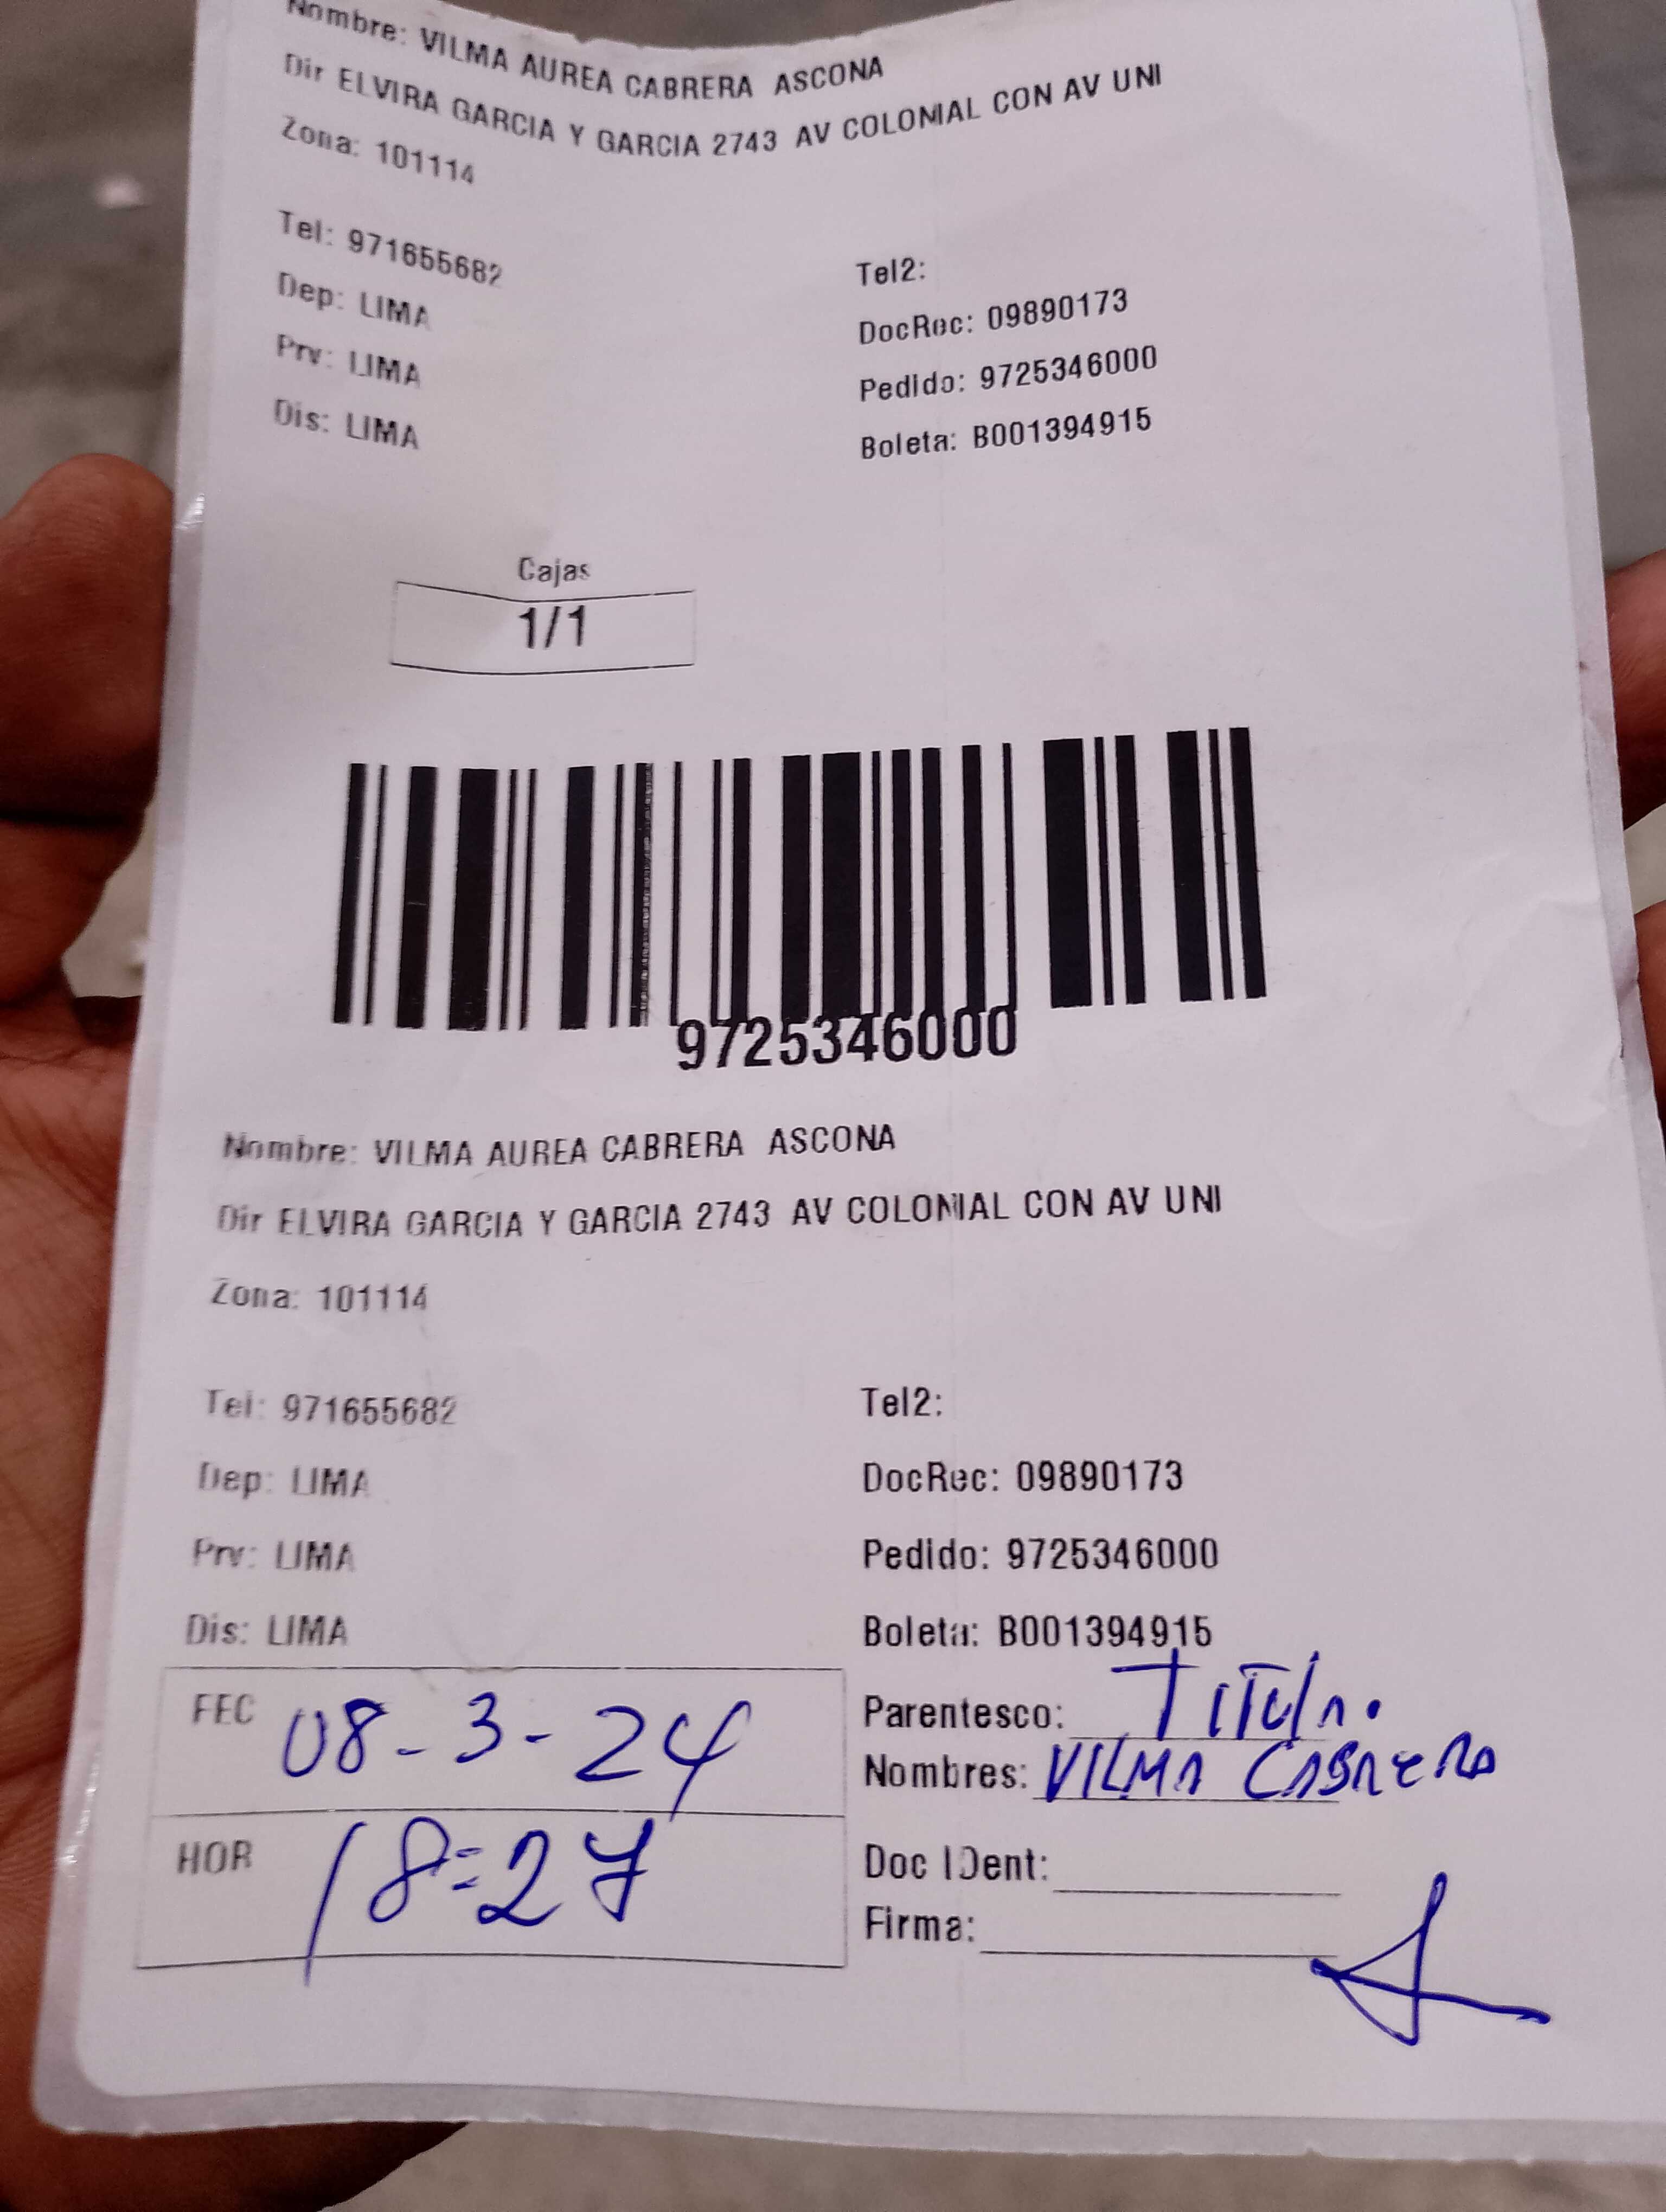 Nombre: VILMA AUREA CABRERA ASCONA
Dir ELVIRA GARCIA Y GARCIA 2743 AV COLONIAL CON AV UNI
Zona: 101114
Tel: 971655682 Tel2:
Dep: LIMA DocRec: 09890173
Prv: LIMA Pedido: 9725346000
Dis: LIMA Boleta: B001394915
Cajas
1/1
9725346000
Nombre: VILMA AUREA CABRERA ASCONA
Dir ELVIRA GARCIA Y GARCIA 2743 AV COLONIAL CON AV UNI
Zona: 101114
Tel: 971655682 Tel2:
Dep: LIMA DocRec: 09890173
Prv: LIMA Pedido: 9725346000
Dis: LIMA Boleta: B001394915
FEC 08-3-24 Parentesco: TITULA.
Nombres: VILMA CABRERA
HOR 18:27 Doc IDent:
Firma: